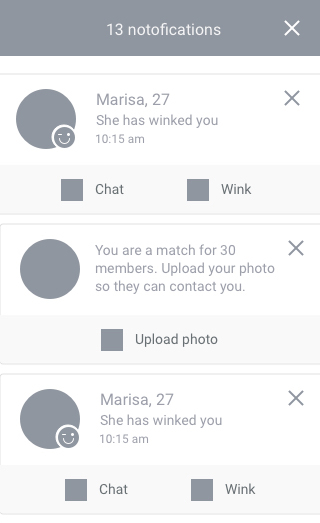 13 notofications
Marisa, 27
She has winked you
10:15 am
Chat
Wink
You are a match for 30
members. Upload your photo
so they can contact you.
Upload photo
Marisa, 27
She has winked you
10:15 am
Chat
Wink